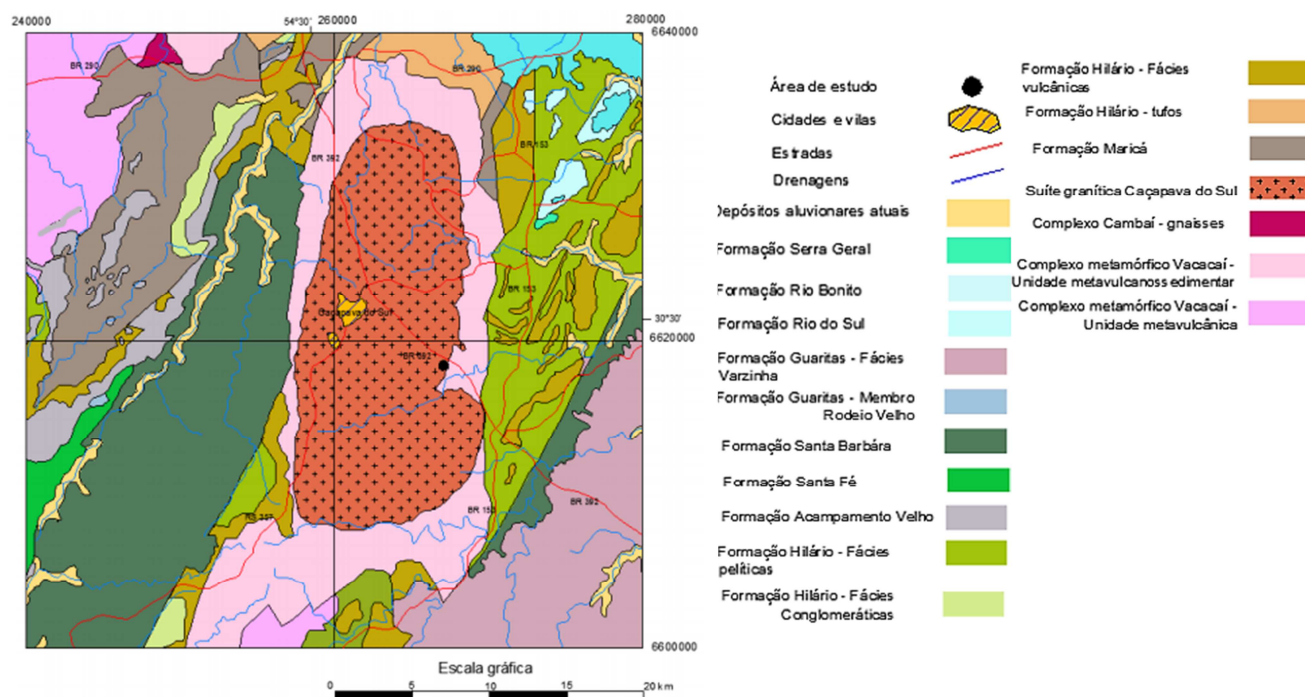 240000
54°30'
260000
280000
6640000
BR 290
BR 290
BR 392
BR 153
Caçapava do Sul
BR 153
30°30'
6620000
BR 392
BR 392
BR 153
6600000
Escala gráfica
0 5 10 15 20 km
Área de estudo
Cidades e vilas
Estradas
Drenagens
Depósitos aluvionares atuais
Formação Serra Geral
Formação Rio Bonito
Formação Rio do Sul
Formação Guaritas - Fácies
Varzinha
Formação Guaritas - Membro
Rodeio Velho
Formação Santa Barbára
Formação Santa Fé
Formação Acampamento Velho
Formação Hilário - Fácies
pelíticas
Formação Hilário - Fácies
Conglomeráticas
Formação Hilário - Fácies
vulcânicas
Formação Hilário - tufos
Formação Maricá
Suíte granítica Caçapava do Sul
Complexo Cambaí - gnaisses
Complexo metamórfico Vacacaí -
Unidade metavulcanossedimentar
Complexo metamórfico Vacacaí -
Unidade metavulcânica